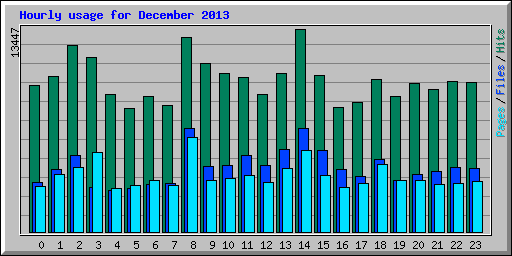 Hourly usage for December 2013
13447
Pages/Files/Hits
0 1 2 3 4 5 6 7 8 9 10 11 12 13 14 15 16 17 18 19 20 21 22 23